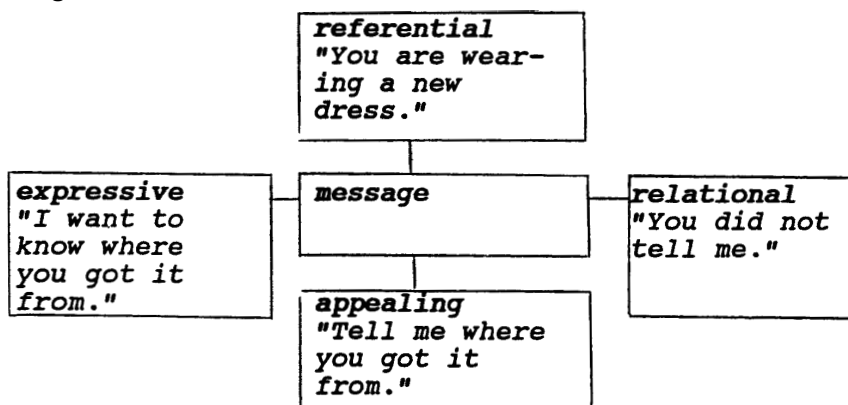 referential
"You are wear-
ing a new
dress."
expressive
"I want to
know where
you got it
from."
message
relational
"You did not
tell me."
appealing
"Tell me where
you got it
from."